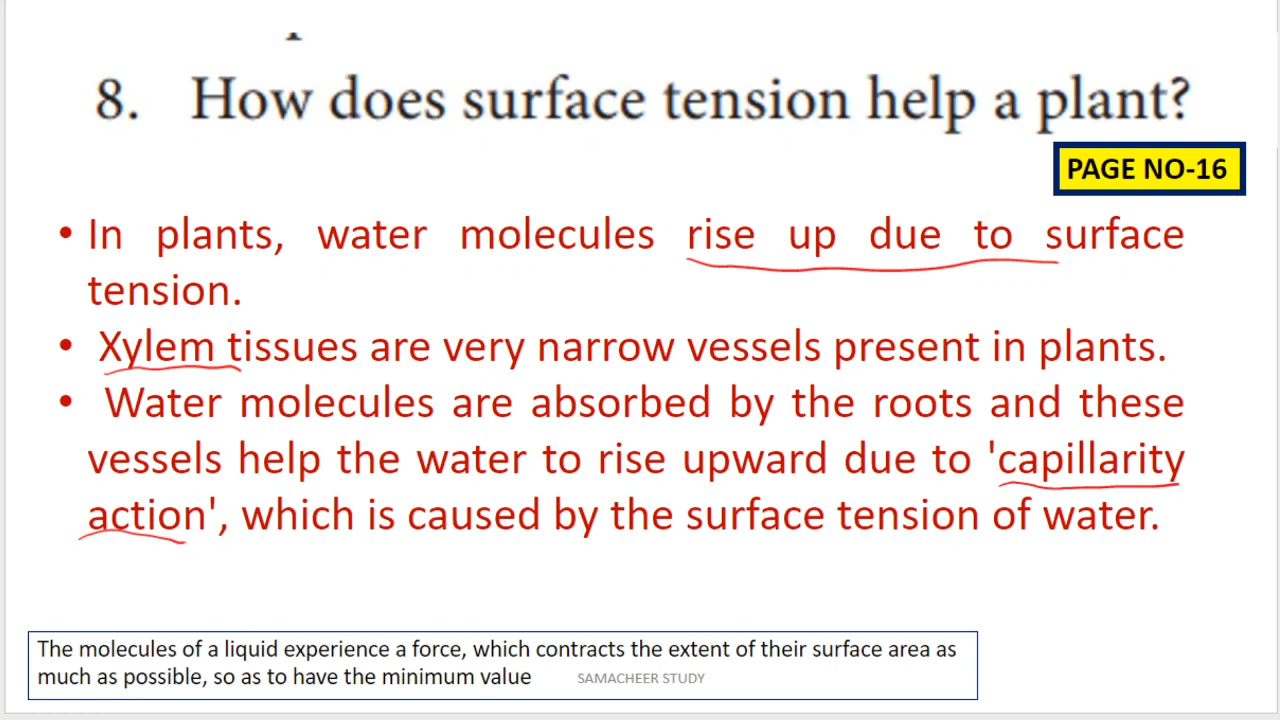 8. How does surface tension help a plant?
PAGE NO-16
• In plants, water molecules rise up due to surface
tension.
• Xylem tissues are very narrow vessels present in plants.
• Water molecules are absorbed by the roots and these
vessels help the water to rise upward due to 'capillarity
action', which is caused by the surface tension of water.
The molecules of a liquid experience a force, which contracts the extent of their surface area as
much as possible, so as to have the minimum value
SAMACHEER STUDY